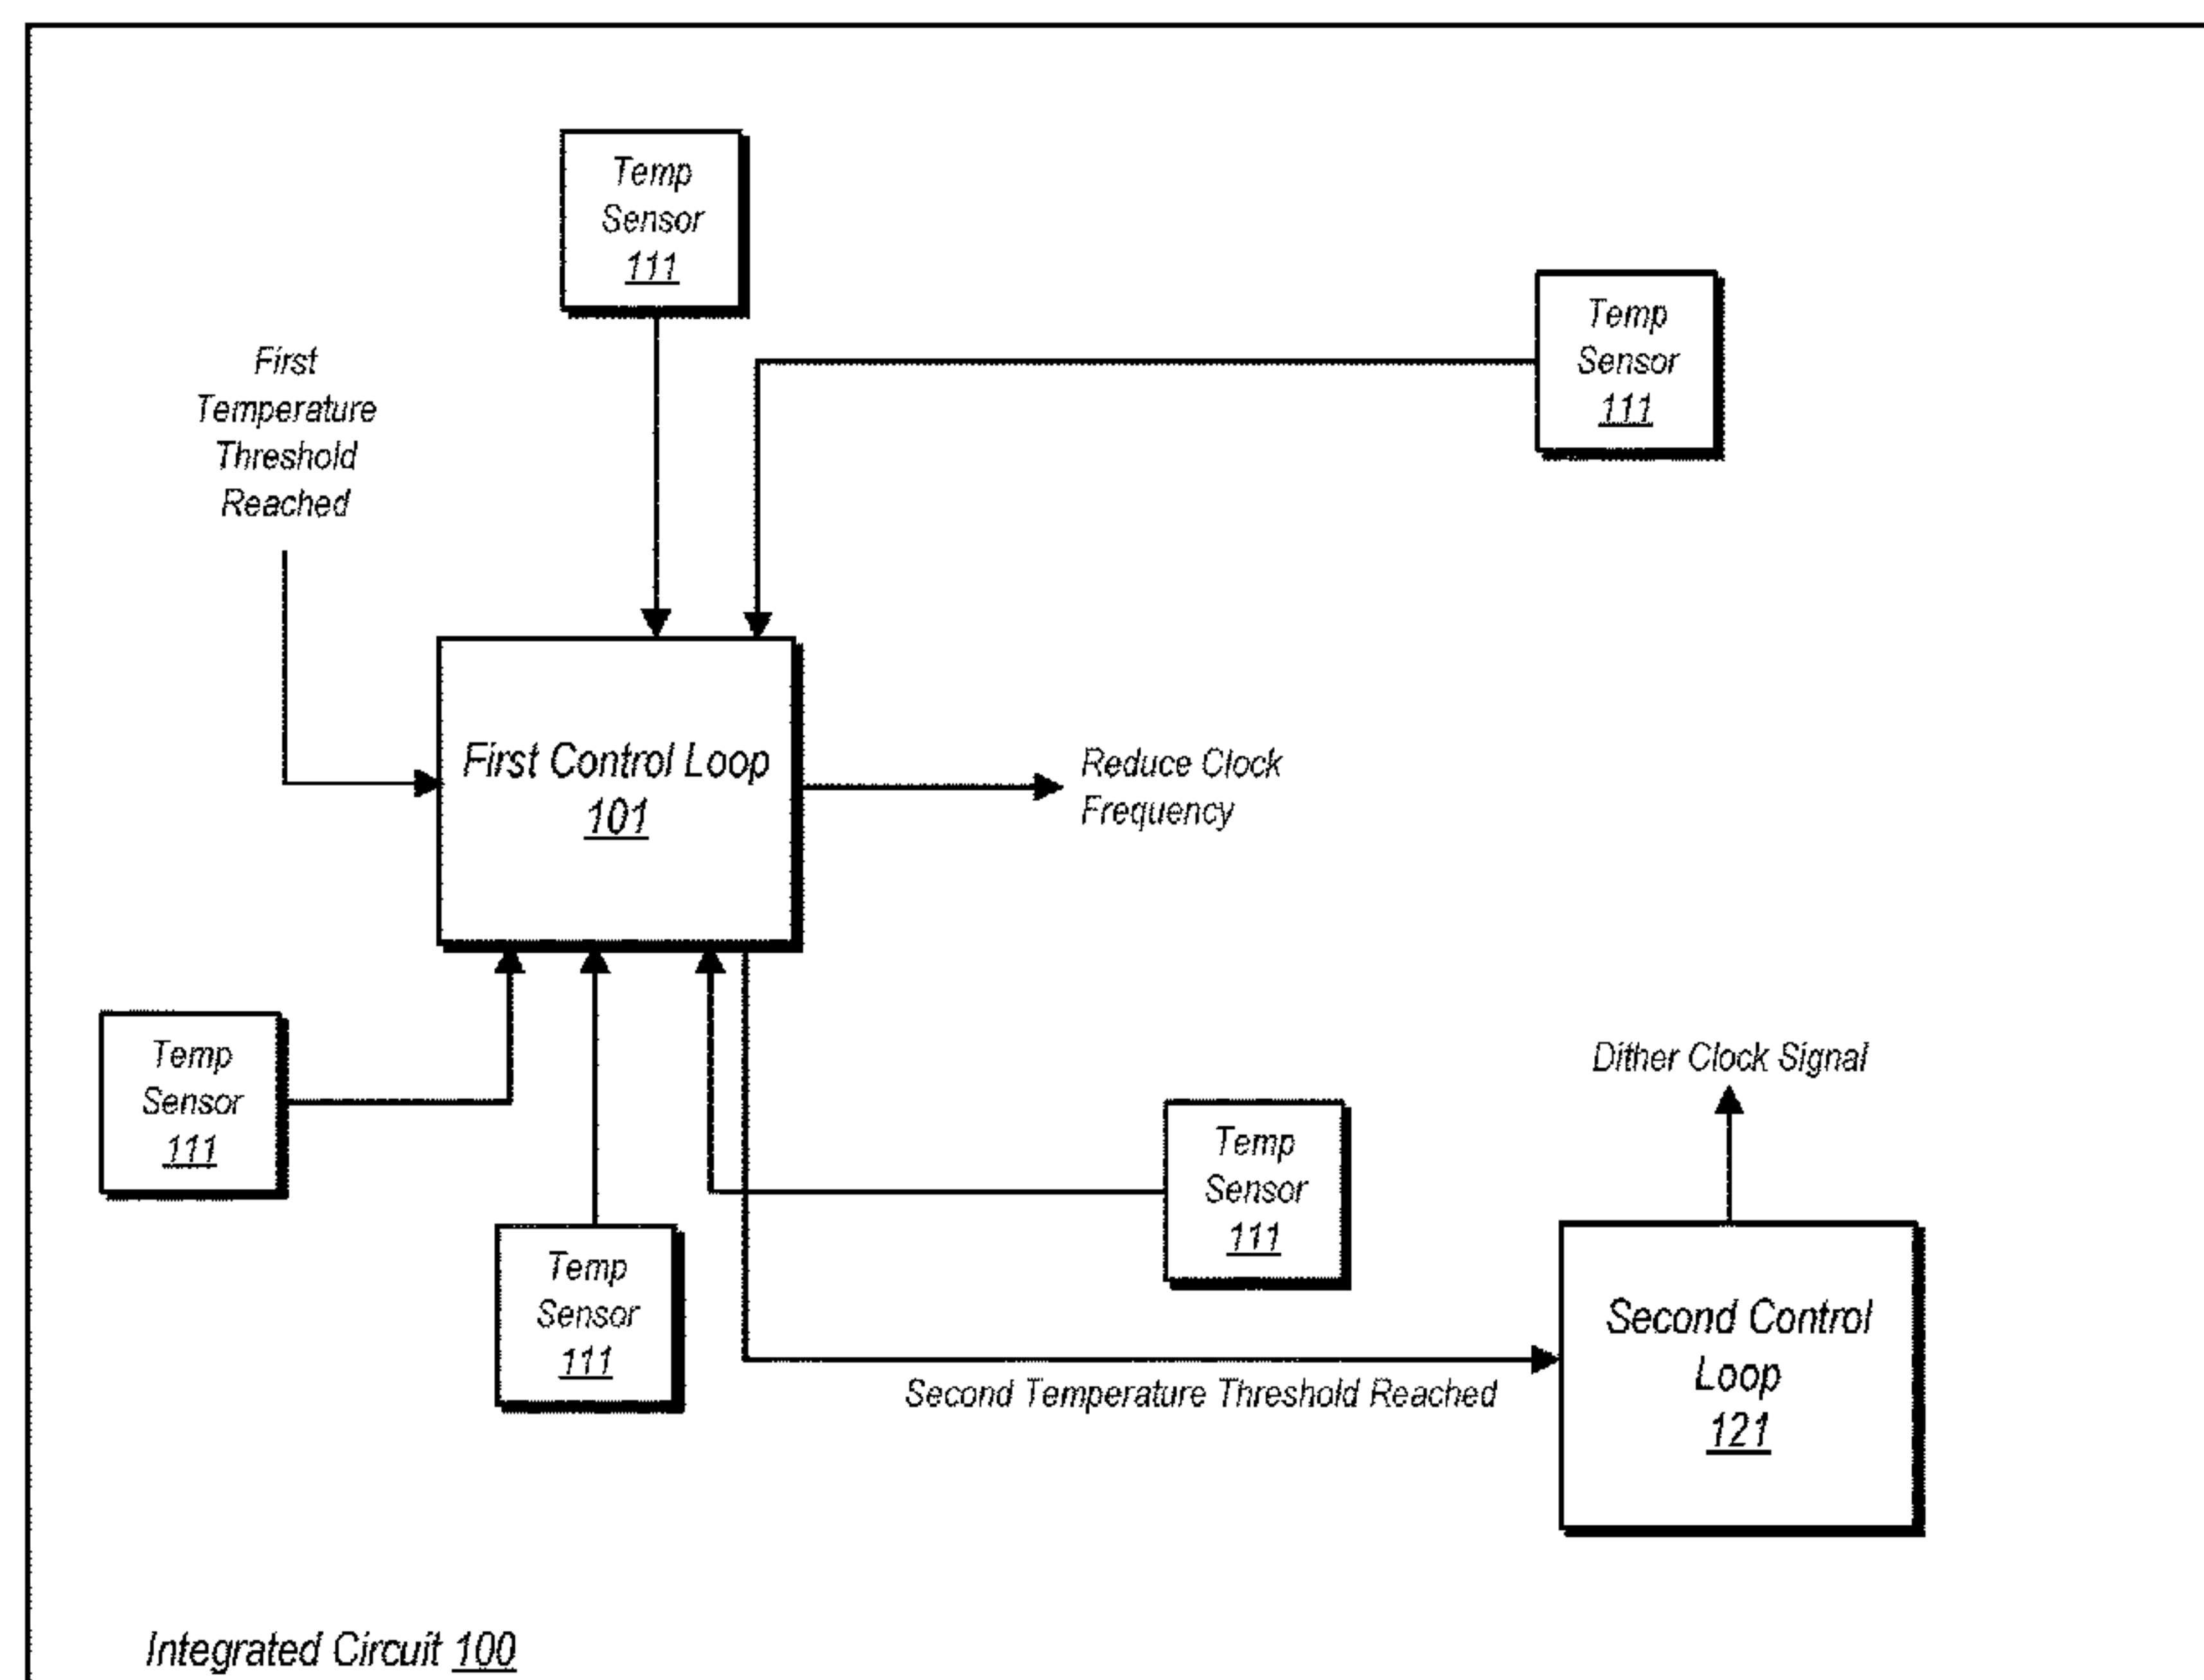 Temp
Sensor
111
Temp
Sensor
111
First
Temperature
Threshold
Reached
First Control Loop
101
Reduce Clock
Frequency
Temp
Sensor
111
Temp
Sensor
111
Temp
Sensor
111
Dither Clock Signal
Second Temperature Threshold Reached
Second Control
Loop
121
Integrated Circuit 100